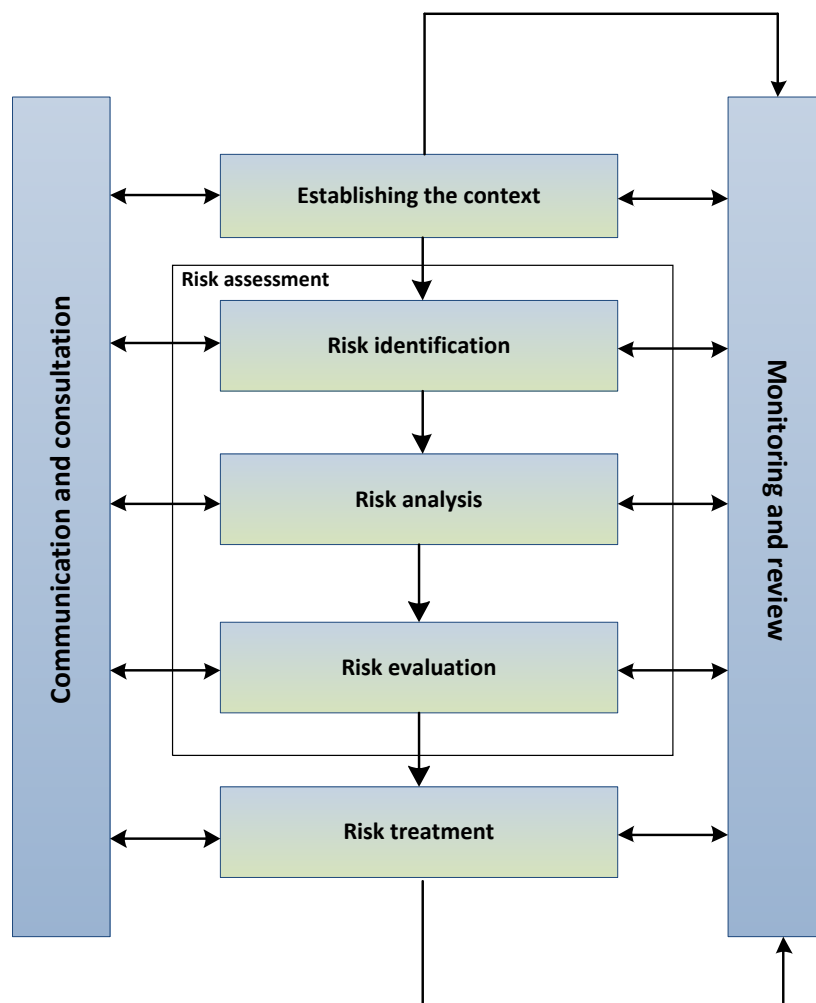 Establishing the context
Risk assessment
Risk identification
Risk analysis
Risk evaluation
Risk treatment
Communication and consultation
Monitoring and review